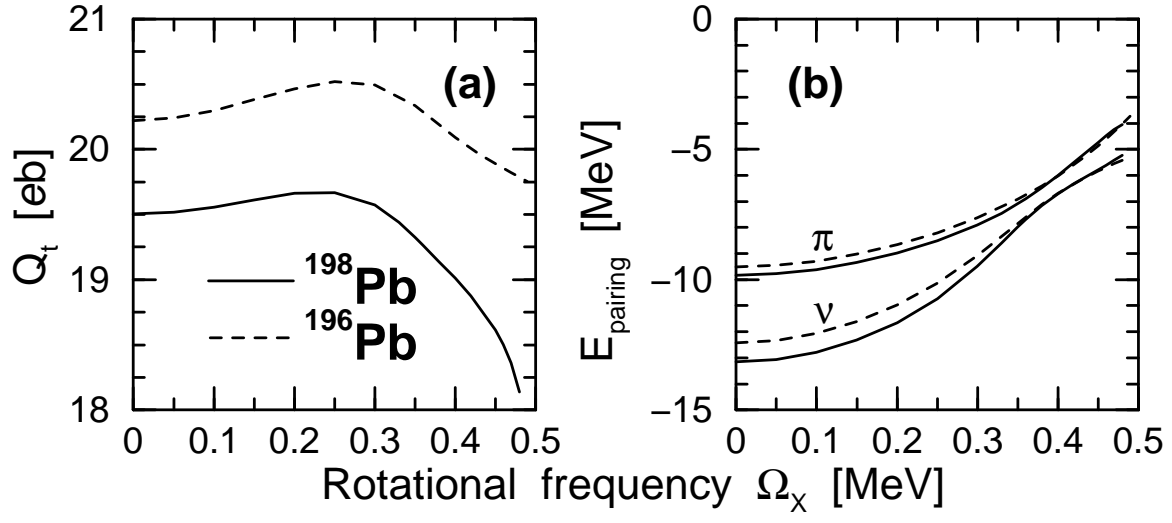 21
20
19
18
Q_t [eb]
(a)
198Pb
196Pb
0 0.1 0.2 0.3 0.4 0.5
0
−5
−10
−15
E_pairing [MeV]
(b)
π
ν
0 0.1 0.2 0.3 0.4 0.5
Rotational frequency Ω_X [MeV]